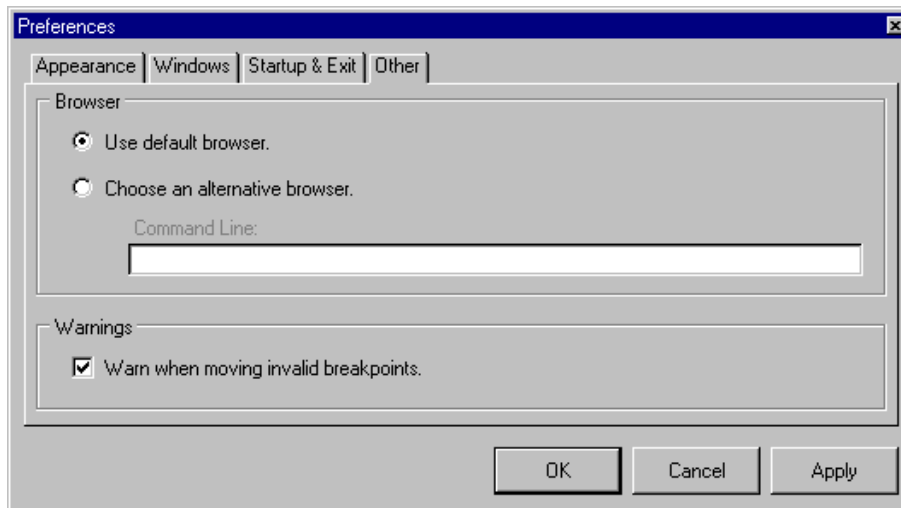 Preferences
Appearance Windows Startup & Exit Other
Browser
Use default browser.
Choose an alternative browser.
Command Line:
Warnings
Warn when moving invalid breakpoints.
OK Cancel Apply